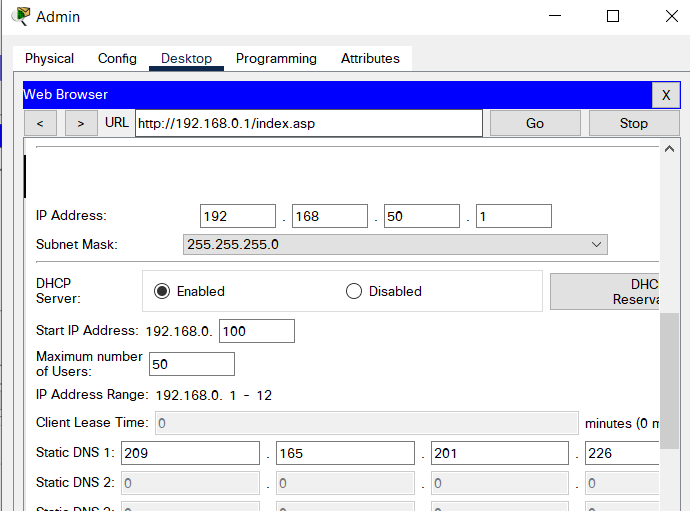 Admin
Physical Config Desktop Programming Attributes
Web Browser X
< > URL http://192.168.0.1/index.asp Go Stop
IP Address: 192 . 168 . 50 . 1
Subnet Mask: 255.255.255.0
DHCP
Server: Enabled Disabled DHC
Reserva
Start IP Address: 192.168.0. 100
Maximum number
of Users: 50
IP Address Range: 192.168.0. 1 - 12
Client Lease Time: 0 minutes (0 m
Static DNS 1: 209 . 165 . 201 . 226
Static DNS 2: 0 . 0 . 0 . 0